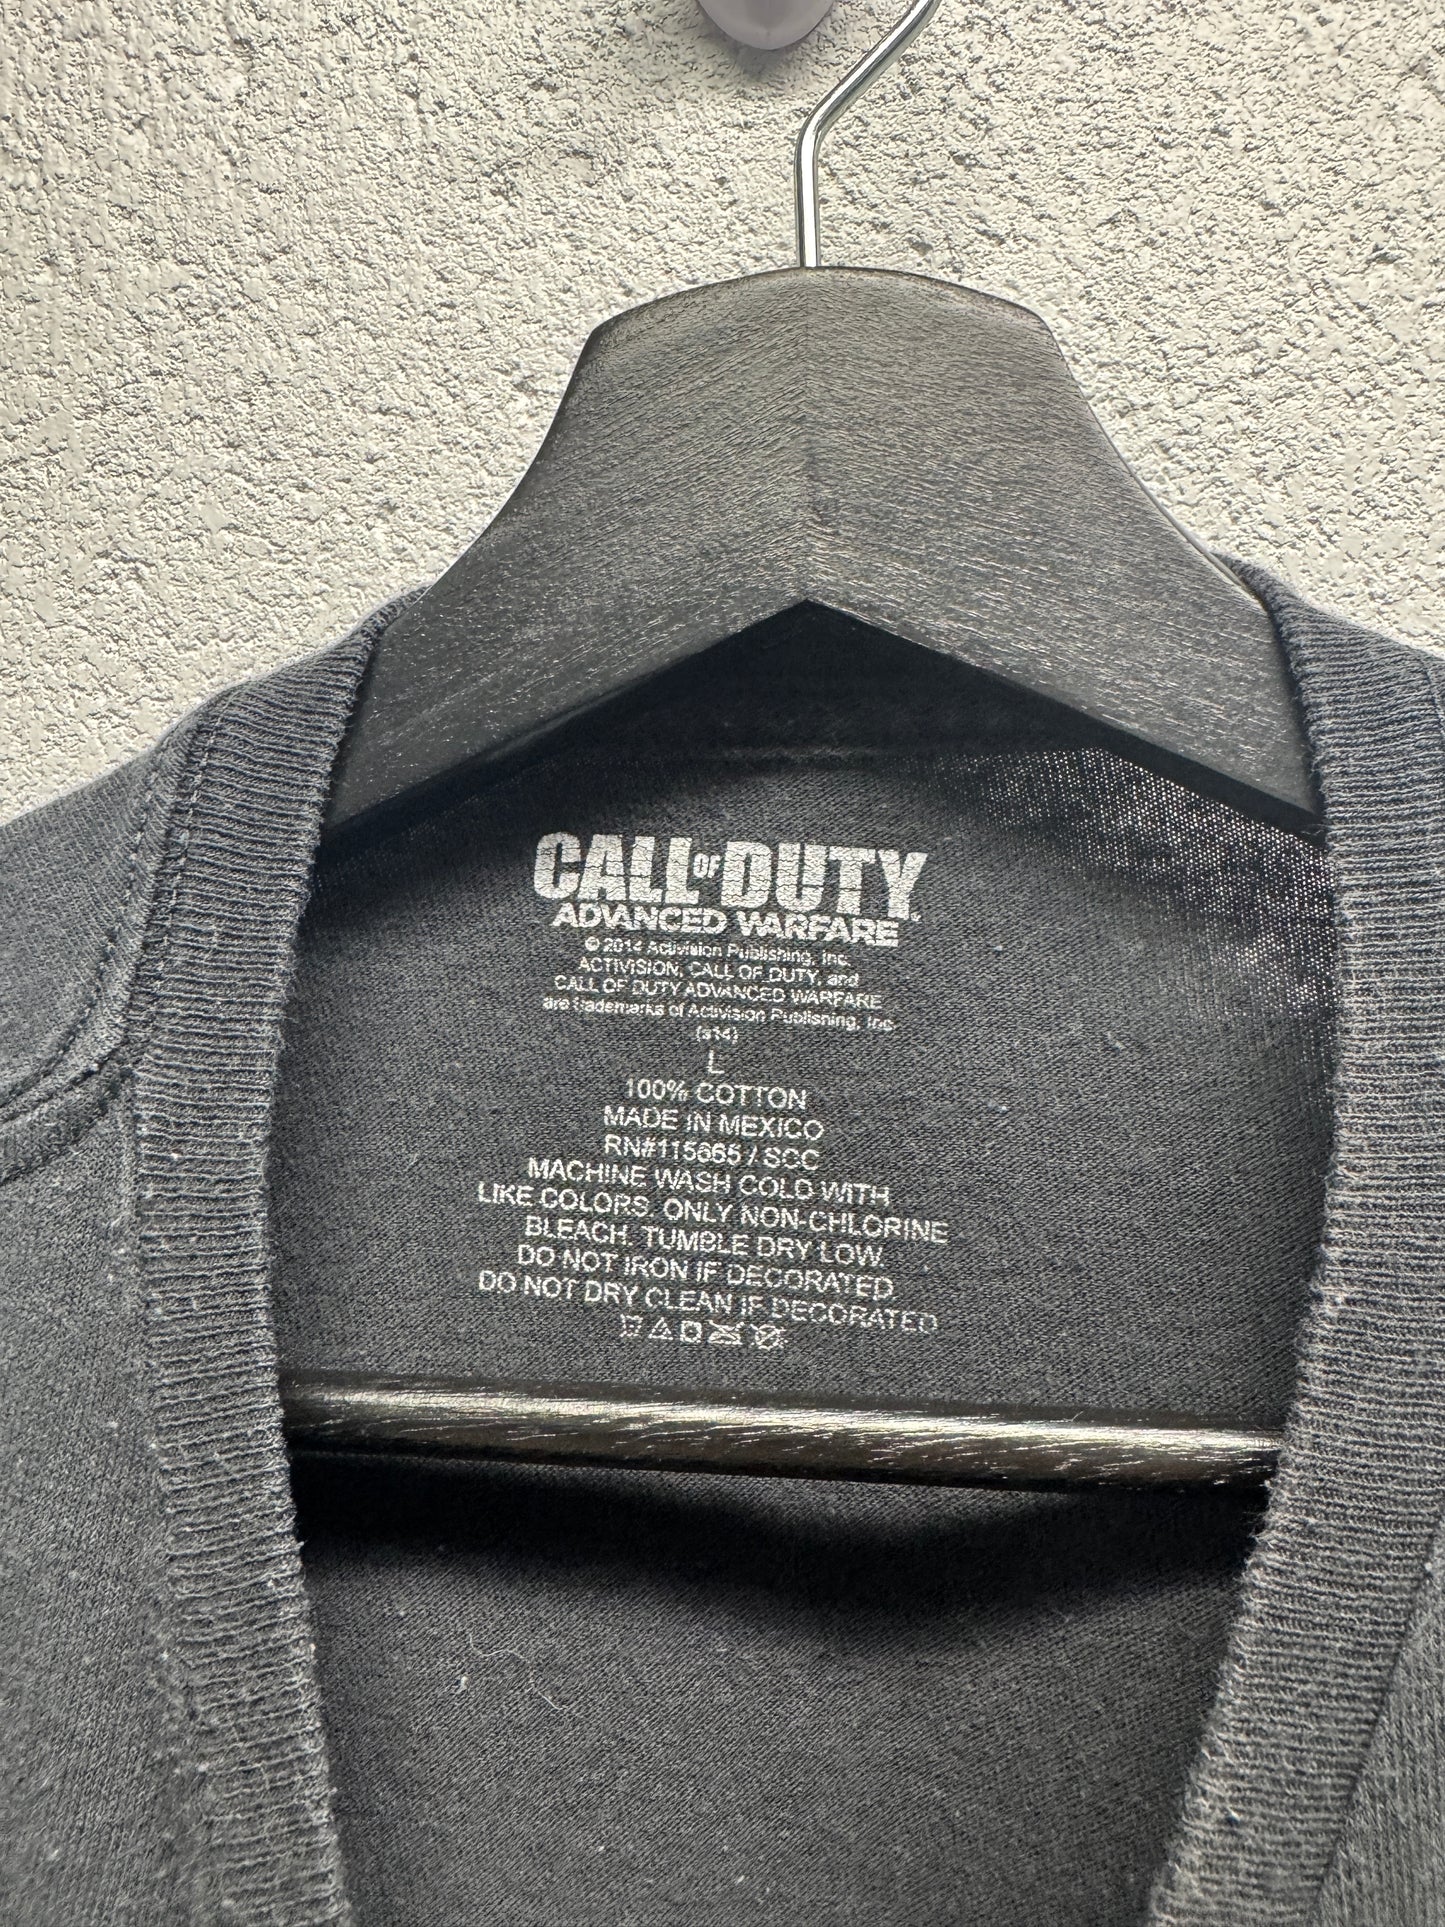 CALL OF DUTY
ADVANCED WARFARE
© 2014 Activision Publishing, Inc.
ACTIVISION, CALL OF DUTY, and
CALL OF DUTY ADVANCED WARFARE
are trademarks of Activision Publishing, Inc.
(s14)
L
100% COTTON
MADE IN MEXICO
RN#115665 / SCC
MACHINE WASH COLD WITH
LIKE COLORS. ONLY NON-CHLORINE
BLEACH. TUMBLE DRY LOW.
DO NOT IRON IF DECORATED
DO NOT DRY CLEAN IF DECORATED